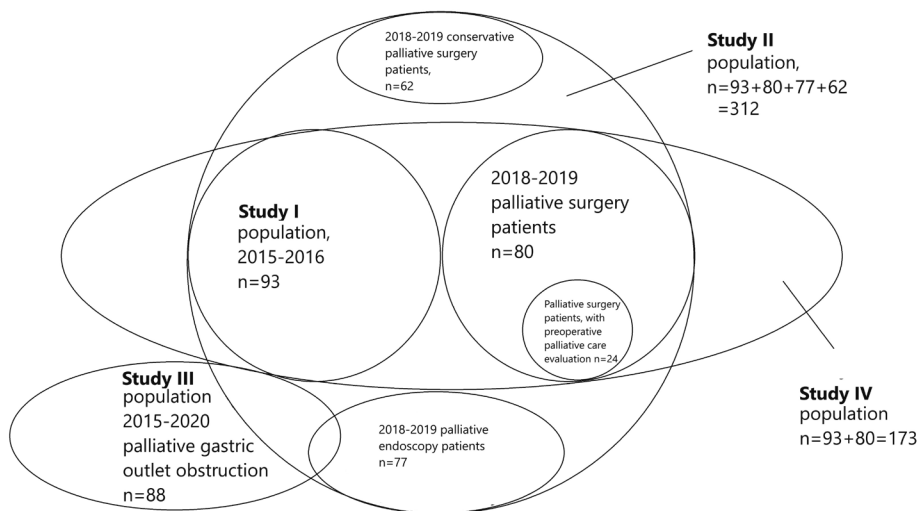 2018-2019 conservative
palliative surgery
patients,
n=62
Study II
population,
n=93+80+77+62
=312
2018-2019
palliative surgery
patients
n=80
Study I
population,
2015-2016
n=93
Palliative surgery
patients, with
preoperative
palliative care
evaluation n=24
Study III
population
2015-2020
palliative gastric
outlet obstruction
n=88
2018-2019 palliative
endoscopy patients
n=77
Study IV
population
n=93+80=173